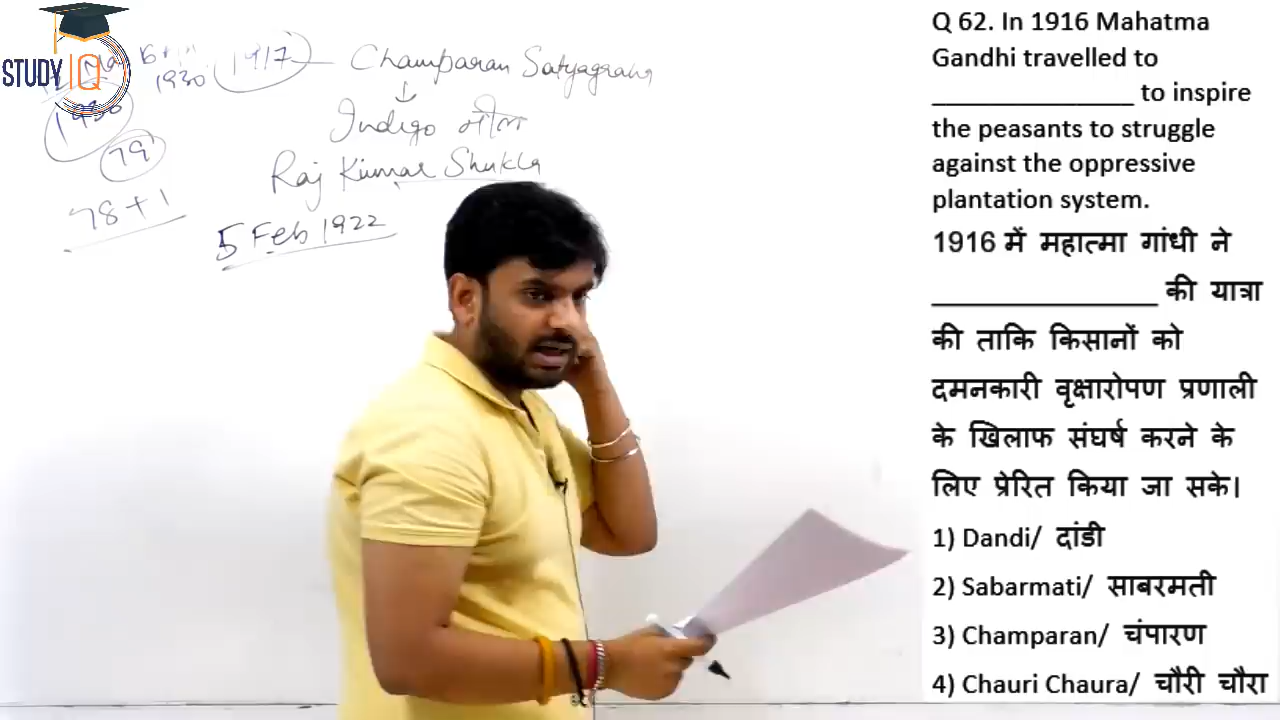 STUDY IQ
1930
1917 — Champaran Satyagraha
1930
↓
Indigo नील
79
Raj Kumar Shukla
78 + 1
5 Feb 1922
Q 62. In 1916 Mahatma
Gandhi travelled to
_______________ to inspire
the peasants to struggle
against the oppressive
plantation system.
1916 में महात्मा गांधी ने
_______________ की यात्रा
की ताकि किसानों को
दमनकारी वृक्षारोपण प्रणाली
के खिलाफ संघर्ष करने के
लिए प्रेरित किया जा सके।
1) Dandi/ दांडी
2) Sabarmati/ साबरमती
3) Champaran/ चंपारण
4) Chauri Chaura/ चौरी चौरा